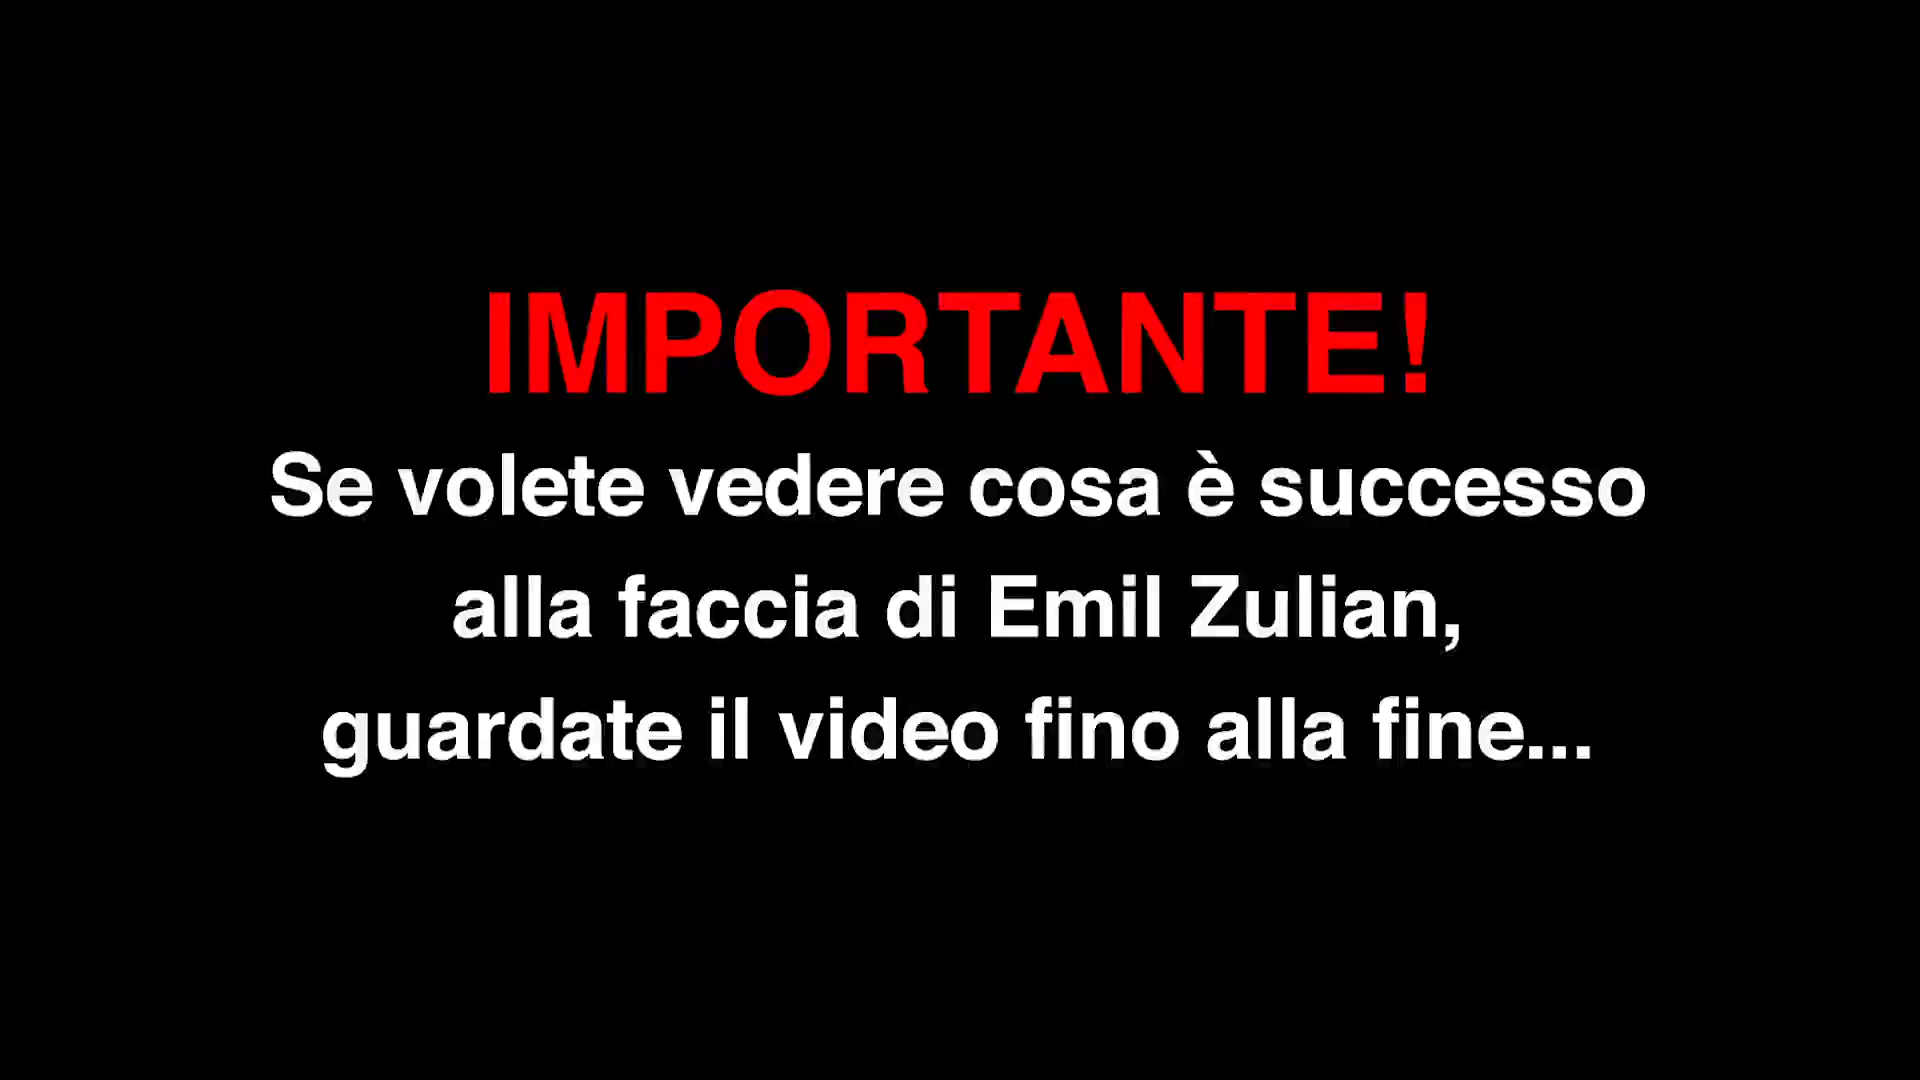 IMPORTANTE!
Se volete vedere cosa è successo
alla faccia di Emil Zulian,
guardate il video fino alla fine...